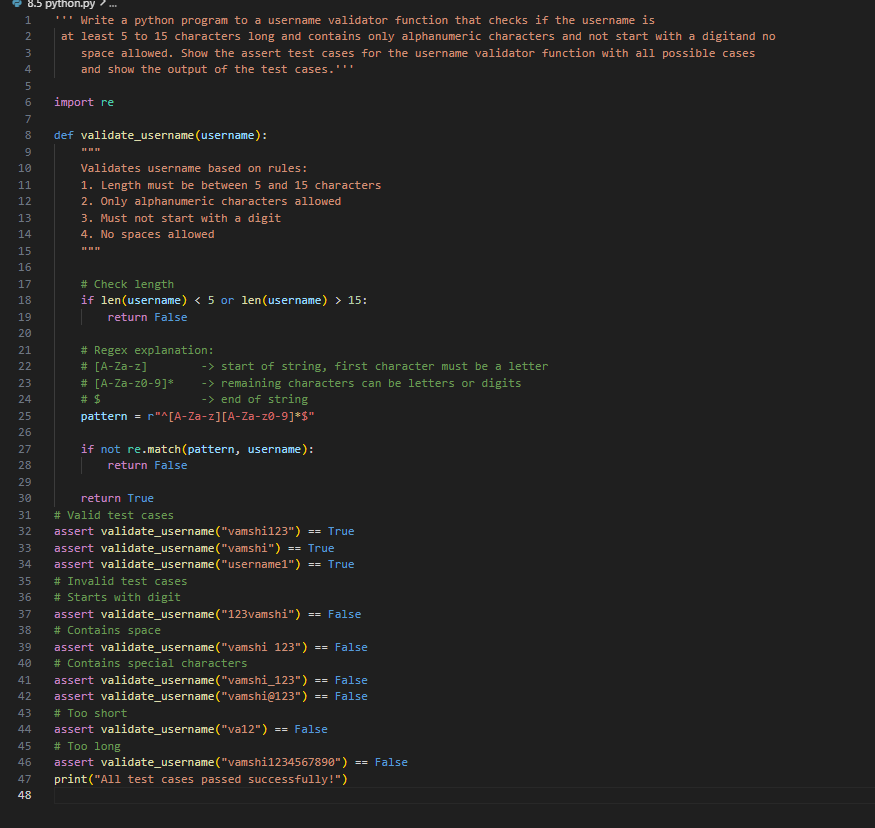 8.5 python.py > ...
1 ''' Write a python program to a username validator function that checks if the username is
2 at least 5 to 15 characters long and contains only alphanumeric characters and not start with a digitand no
3 space allowed. Show the assert test cases for the username validator function with all possible cases
4 and show the output of the test cases.'''
5
6 import re
7
8 def validate_username(username):
9 """
10 Validates username based on rules:
11 1. Length must be between 5 and 15 characters
12 2. Only alphanumeric characters allowed
13 3. Must not start with a digit
14 4. No spaces allowed
15 """
16
17 # Check length
18 if len(username) < 5 or len(username) > 15:
19 return False
20
21 # Regex explanation:
22 # [A-Za-z] -> start of string, first character must be a letter
23 # [A-Za-z0-9]* -> remaining characters can be letters or digits
24 # $ -> end of string
25 pattern = r"^[A-Za-z][A-Za-z0-9]*$"
26
27 if not re.match(pattern, username):
28 return False
29
30 return True
31 # Valid test cases
32 assert validate_username("vamshi123") == True
33 assert validate_username("vamshi") == True
34 assert validate_username("username1") == True
35 # Invalid test cases
36 # Starts with digit
37 assert validate_username("123vamshi") == False
38 # Contains space
39 assert validate_username("vamshi 123") == False
40 # Contains special characters
41 assert validate_username("vamshi_123") == False
42 assert validate_username("vamshi@123") == False
43 # Too short
44 assert validate_username("va12") == False
45 # Too long
46 assert validate_username("vamshi1234567890") == False
47 print("All test cases passed successfully!")
48